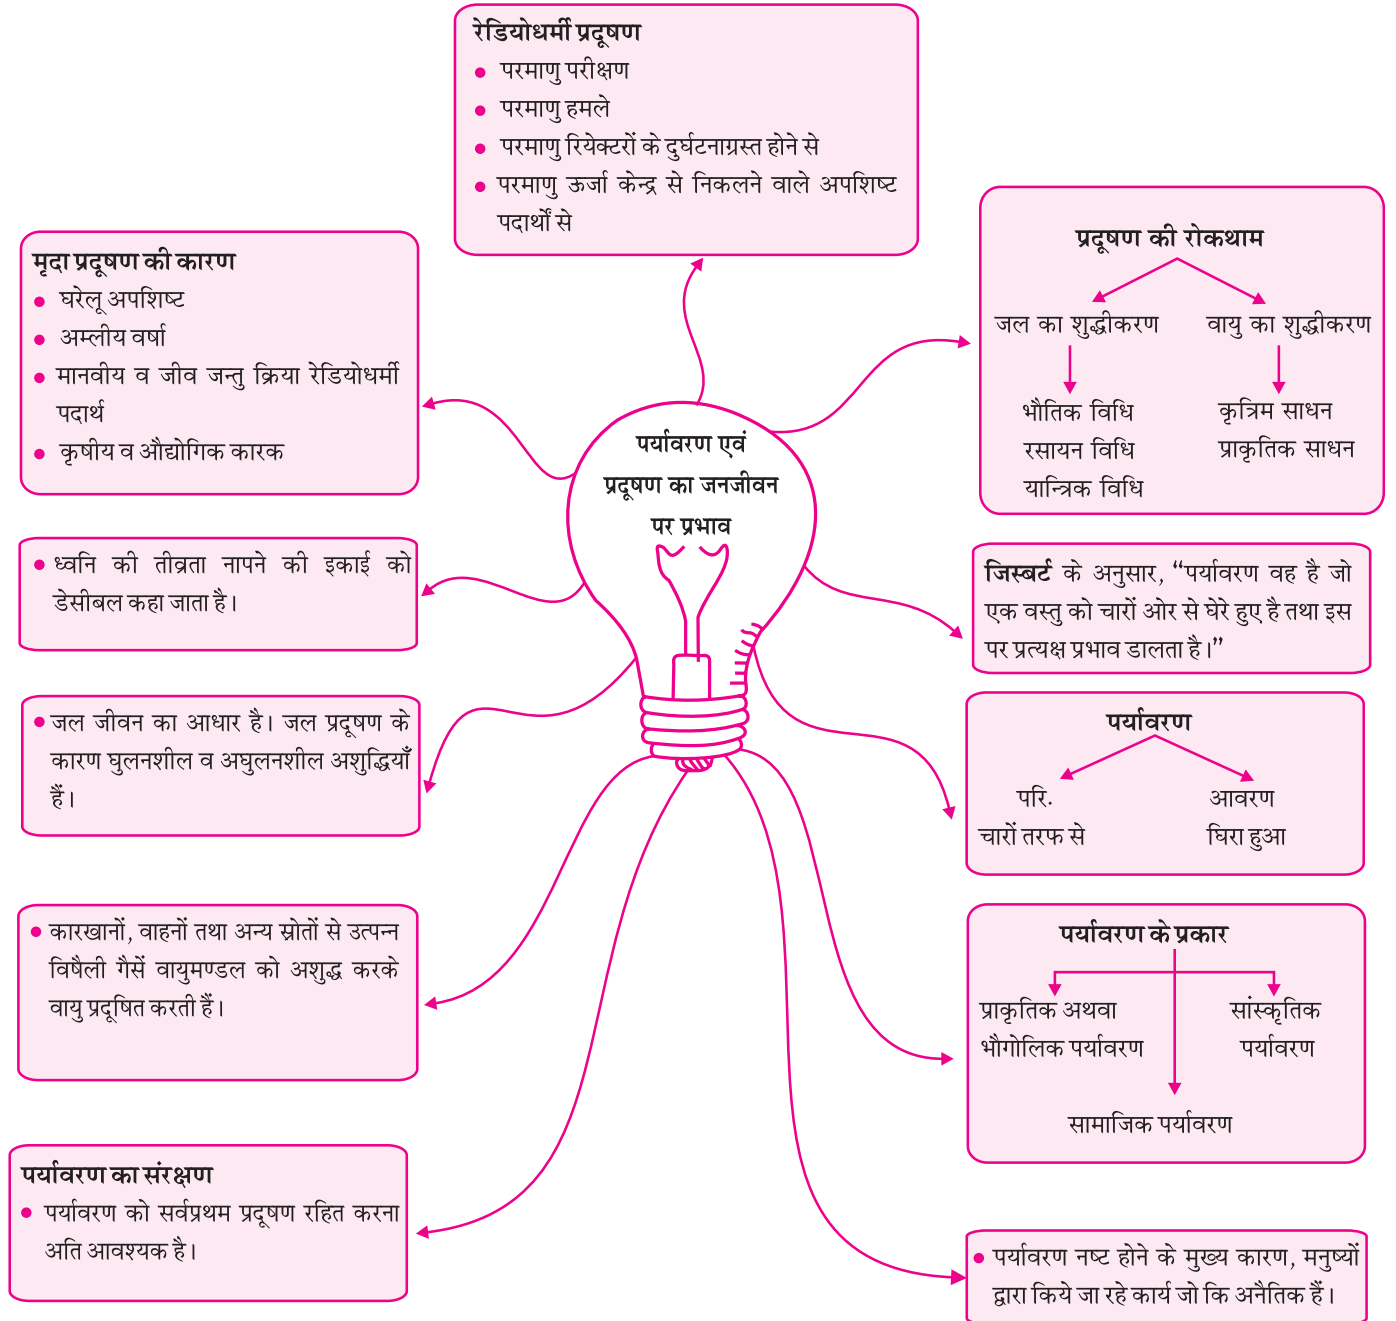 रेडियोधर्मी प्रदूषण
• परमाणु परीक्षण
• परमाणु हमले
• परमाणु रियेक्टरों के दुर्घटनाग्रस्त होने से
• परमाणु ऊर्जा केन्द्र से निकलने वाले अपशिष्ट
पदार्थों से
मृदा प्रदूषण की कारण
• घरेलू अपशिष्ट
• अम्लीय वर्षा
• मानवीय व जीव जन्तु क्रिया रेडियोधर्मी
पदार्थ
• कृषीय व औद्योगिक कारक
• ध्वनि की तीव्रता नापने की इकाई को
डेसीबल कहा जाता है।
• जल जीवन का आधार है। जल प्रदूषण के
कारण घुलनशील व अघुलनशील अशुद्धियाँ
हैं।
• कारखानों, वाहनों तथा अन्य स्रोतों से उत्पन्न
विषैली गैसें वायुमण्डल को अशुद्ध करके
वायु प्रदूषित करती हैं।
पर्यावरण का संरक्षण
• पर्यावरण को सर्वप्रथम प्रदूषण रहित करना
अति आवश्यक है।
पर्यावरण एवं
प्रदूषण का जनजीवन
पर प्रभाव
प्रदूषण की रोकथाम
जल का शुद्धीकरण
वायु का शुद्धीकरण
भौतिक विधि
रसायन विधि
यान्त्रिक विधि
कृत्रिम साधन
प्राकृतिक साधन
जिस्बर्ट के अनुसार, “पर्यावरण वह है जो
एक वस्तु को चारों ओर से घेरे हुए है तथा इस
पर प्रत्यक्ष प्रभाव डालता है।”
पर्यावरण
परि.
चारों तरफ से
आवरण
घिरा हुआ
पर्यावरण के प्रकार
प्राकृतिक अथवा
भौगोलिक पर्यावरण
सांस्कृतिक
पर्यावरण
सामाजिक पर्यावरण
• पर्यावरण नष्ट होने के मुख्य कारण, मनुष्यों
द्वारा किये जा रहे कार्य जो कि अनैतिक हैं।